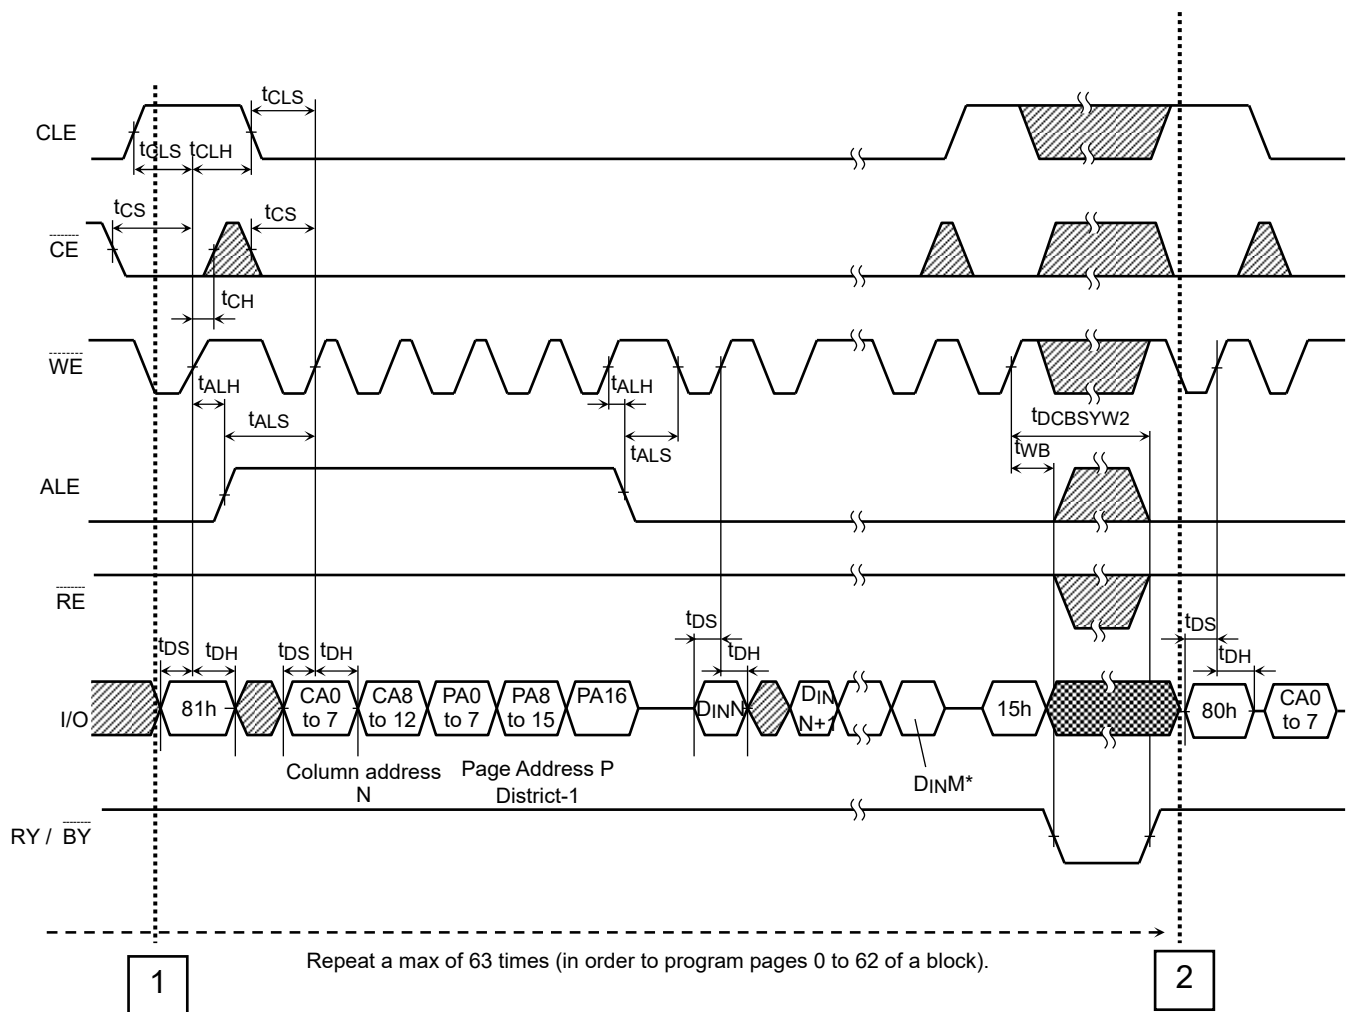 tCLS
CLE
tCLS tCLH
tCS tCS
CE
tCH
WE
tALH tALH
tALS tDCBSYW2
tALS tWB
ALE
RE
tDS tDS
tDS tDH tDS tDH tDH tDH
I/O 81h CA0 to 7 CA8 to 12 PA0 to 7 PA8 to 15 PA16 DINN DIN N+1 15h 80h CA0 to 7
Column address N Page Address P District-1 DINM*
RY / BY
Repeat a max of 63 times (in order to program pages 0 to 62 of a block).
1 2